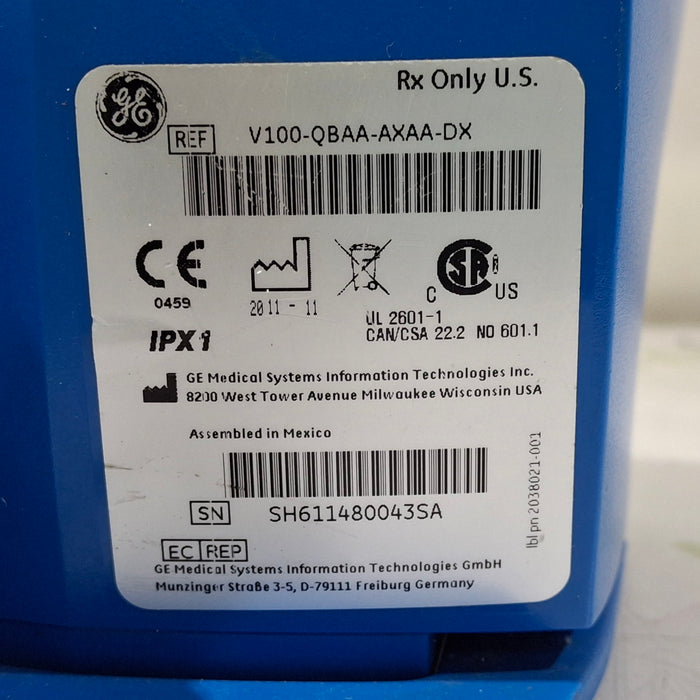 GE
Rx Only U.S.
REF V100-QBAA-AXAA-DX
CE
0459
2011 - 11
C SA US
UL 2601-1
CAN/CSA 22.2 NO 601.1
IPX1
GE Medical Systems Information Technologies Inc.
8200 West Tower Avenue Milwaukee Wisconsin USA
Assembled in Mexico
SN SH611480043SA
EC REP
GE Medical Systems Information Technologies GmbH
Munzinger Straße 3-5, D-79111 Freiburg Germany
lbl pn 2038021-001